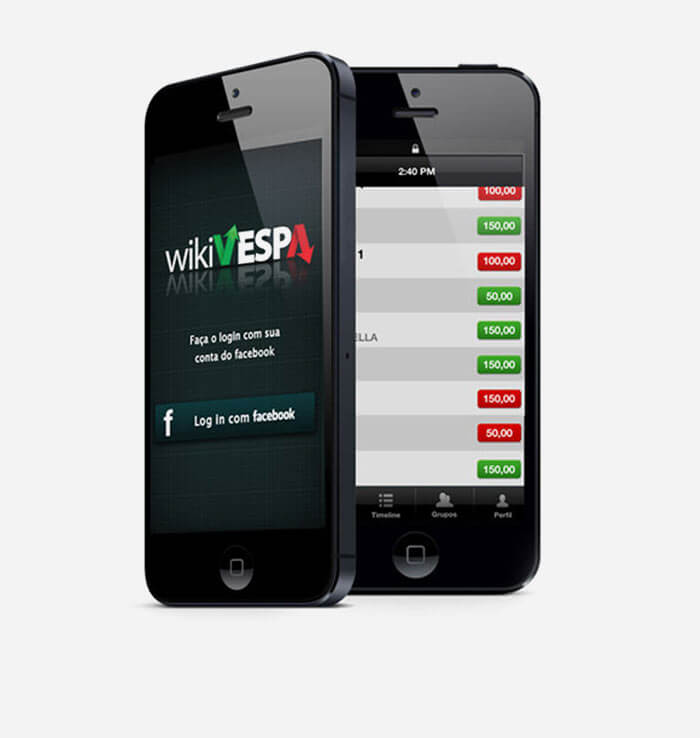 wikiVESPA
Faça o login com sua
conta do facebook
f Log in com facebook
2:40 PM
100,00
150,00
1
100,00
50,00
ELLA
150,00
150,00
150,00
50,00
150,00
Timeline
Grupos
Perfil